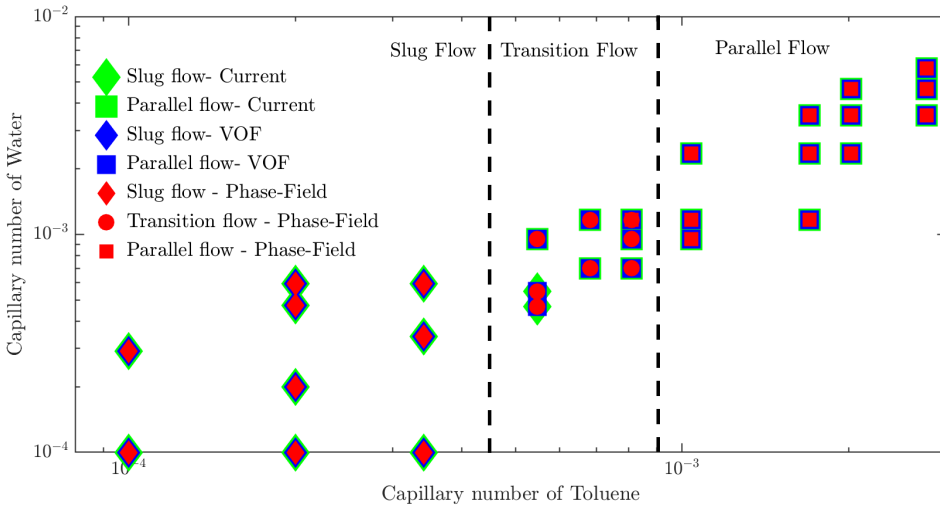 10^−2
Slug Flow
Transition Flow
Parallel Flow
Slug flow- Current
Parallel flow- Current
Slug flow- VOF
Parallel flow- VOF
Slug flow - Phase-Field
Transition flow - Phase-Field
Parallel flow - Phase-Field
Capillary number of Water
10^−3
10^−4
10^−4
10^−3
Capillary number of Toluene